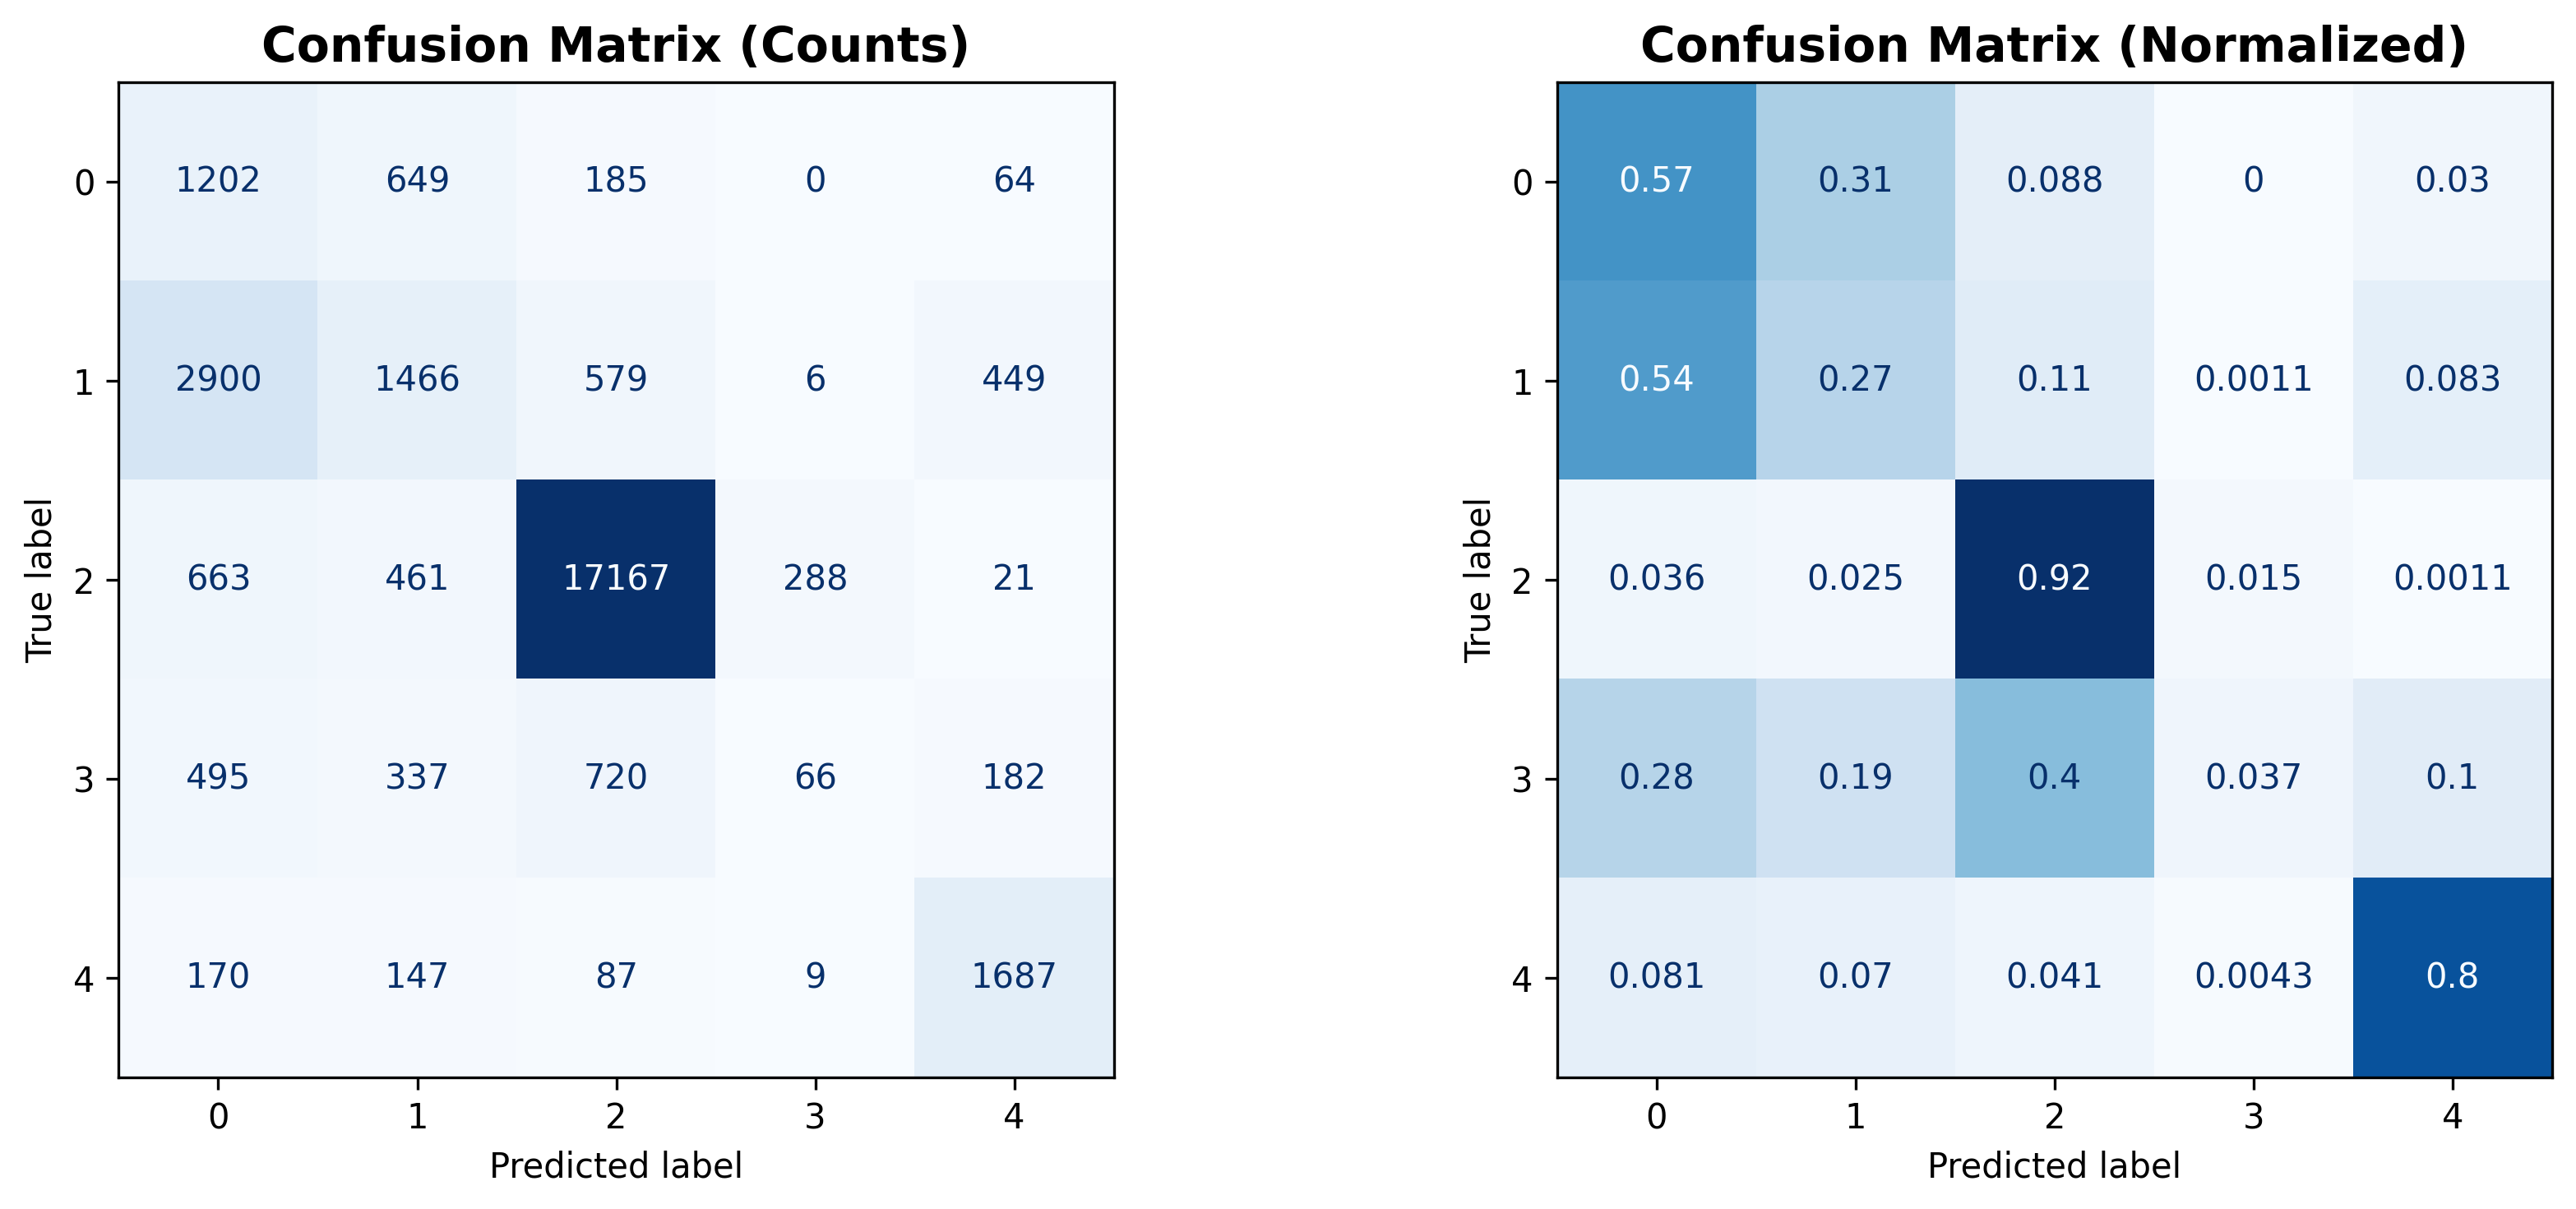 Confusion Matrix (Counts)
True label
0 1202 649 185 0 64
1 2900 1466 579 6 449
2 663 461 17167 288 21
3 495 337 720 66 182
4 170 147 87 9 1687
0 1 2 3 4
Predicted label
Confusion Matrix (Normalized)
True label
0 0.57 0.31 0.088 0 0.03
1 0.54 0.27 0.11 0.0011 0.083
2 0.036 0.025 0.92 0.015 0.0011
3 0.28 0.19 0.4 0.037 0.1
4 0.081 0.07 0.041 0.0043 0.8
0 1 2 3 4
Predicted label